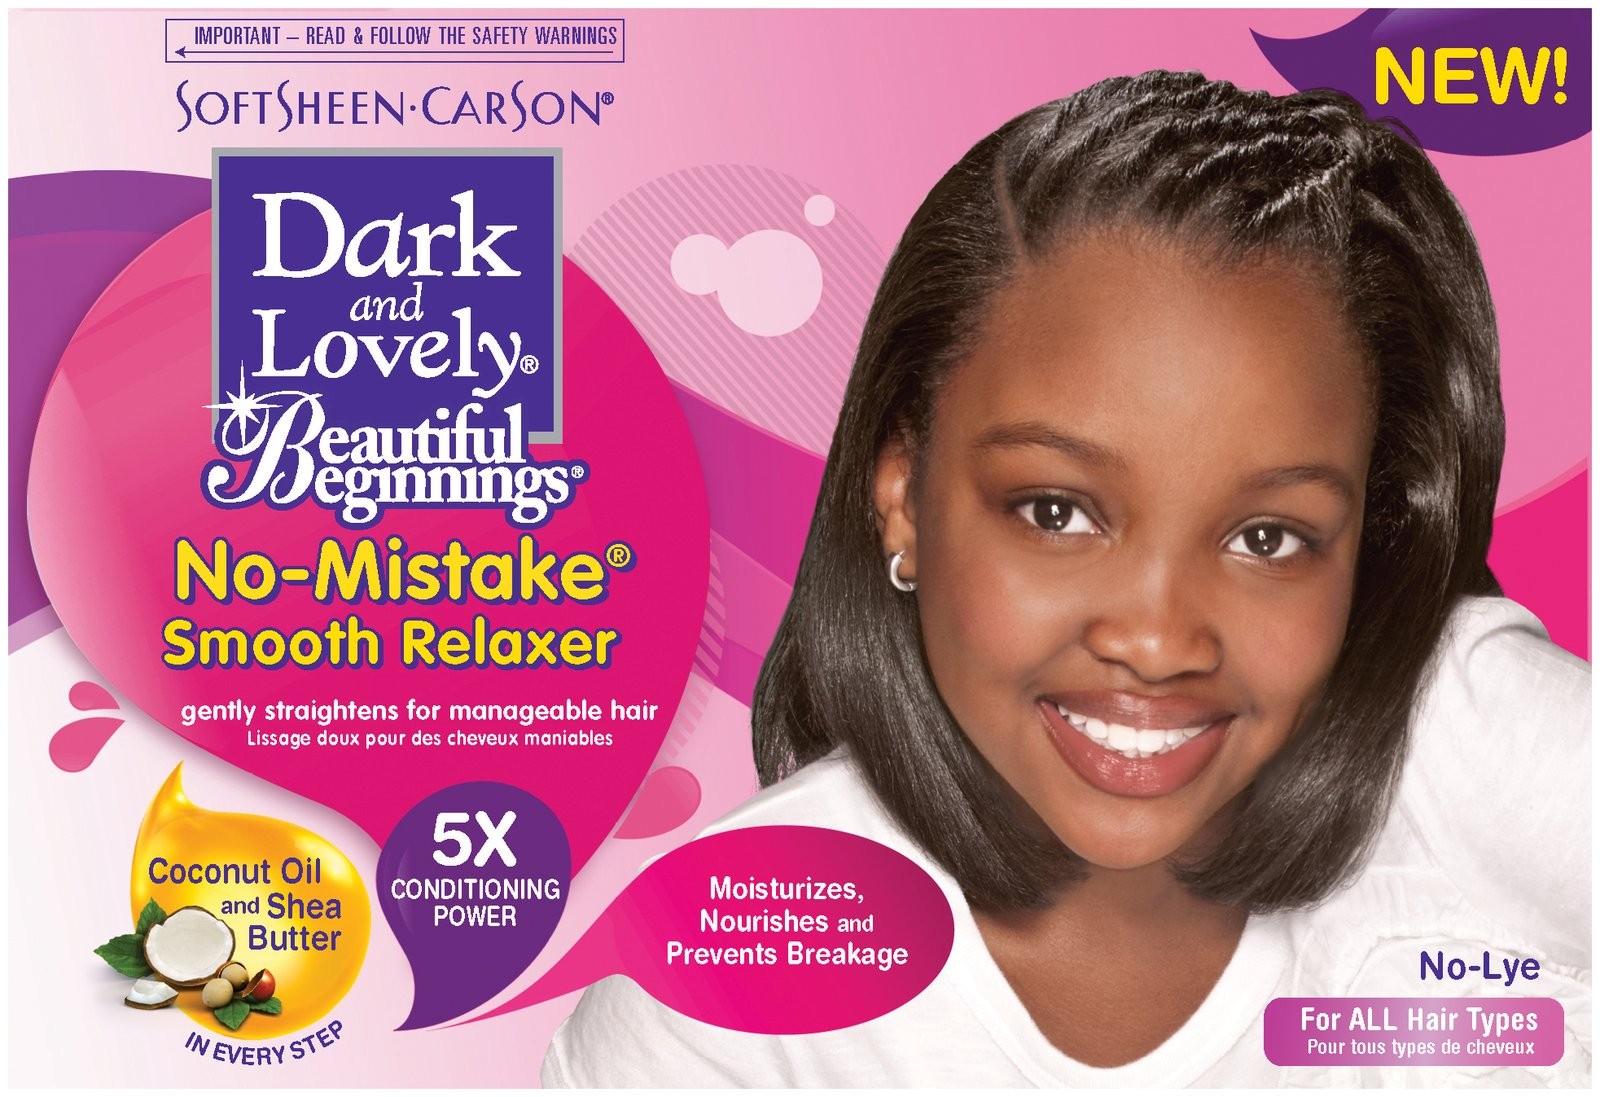 IMPORTANT – READ & FOLLOW THE SAFETY WARNINGS
SOFTSHEEN·CARSON®
NEW!
Dark
and
Lovely®
Beautiful
Beginnings®
No-Mistake®
Smooth Relaxer
gently straightens for manageable hair
Lissage doux pour des cheveux maniables
Coconut Oil
and Shea
Butter
IN EVERY STEP
5X
CONDITIONING
POWER
Moisturizes,
Nourishes and
Prevents Breakage
No-Lye
For ALL Hair Types
Pour tous types de cheveux